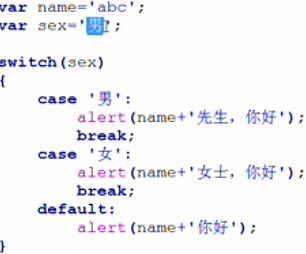 var name='abc';
var sex='男';
switch(sex)
{
case '男':
alert(name+'先生，你好');
break;
case '女':
alert(name+'女士，你好');
break;
default:
alert(name+'你好');
}